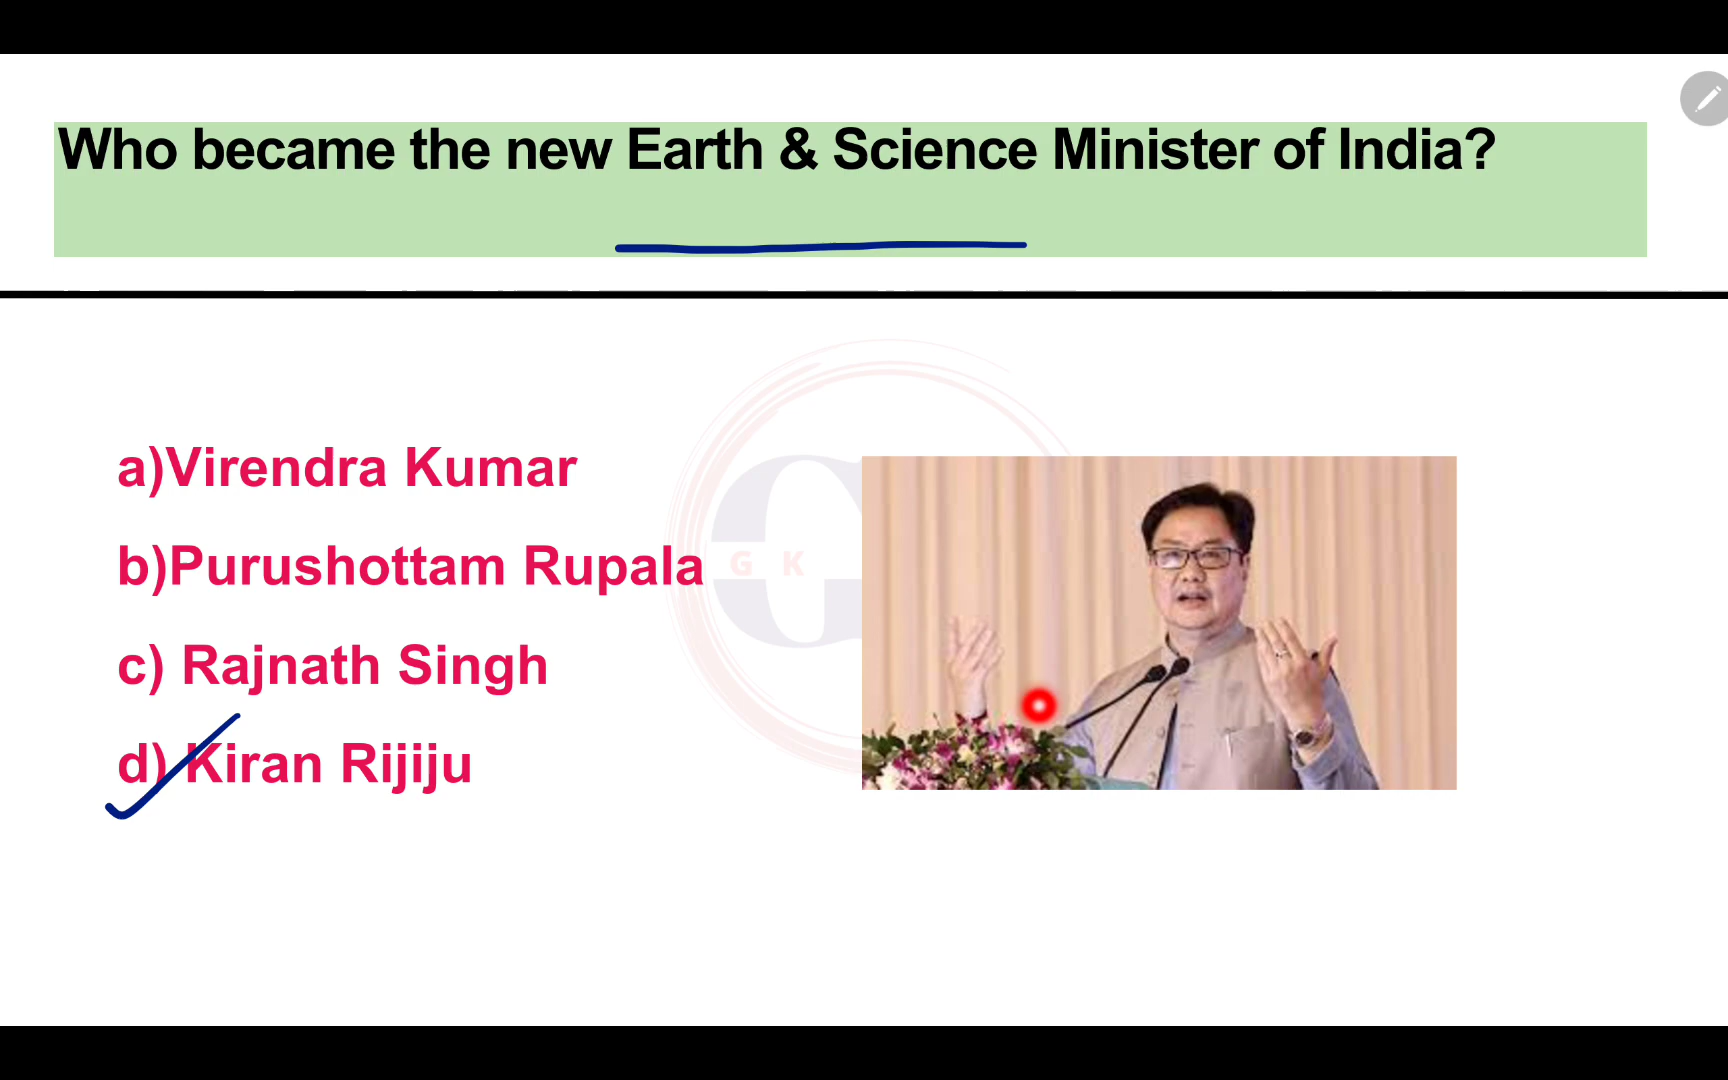 Who became the new Earth & Science Minister of India?
a)Virendra Kumar
b)Purushottam Rupala
G K
c) Rajnath Singh
d) Kiran Rijiju